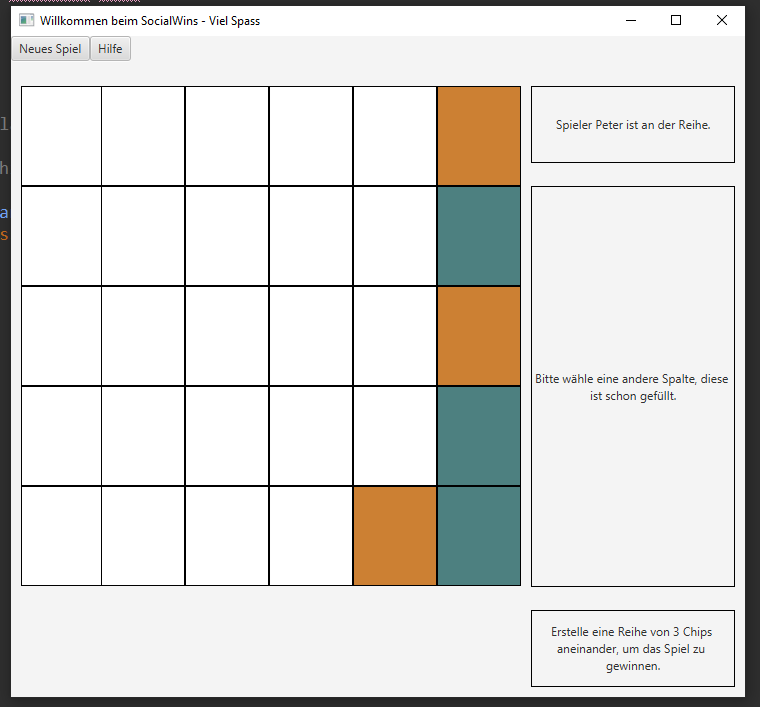 Willkommen beim SocialWins - Viel Spass
Neues Spiel
Hilfe
Spieler Peter ist an der Reihe.
Bitte wähle eine andere Spalte, diese
ist schon gefüllt.
Erstelle eine Reihe von 3 Chips
aneinander, um das Spiel zu
gewinnen.
l
h
a
s